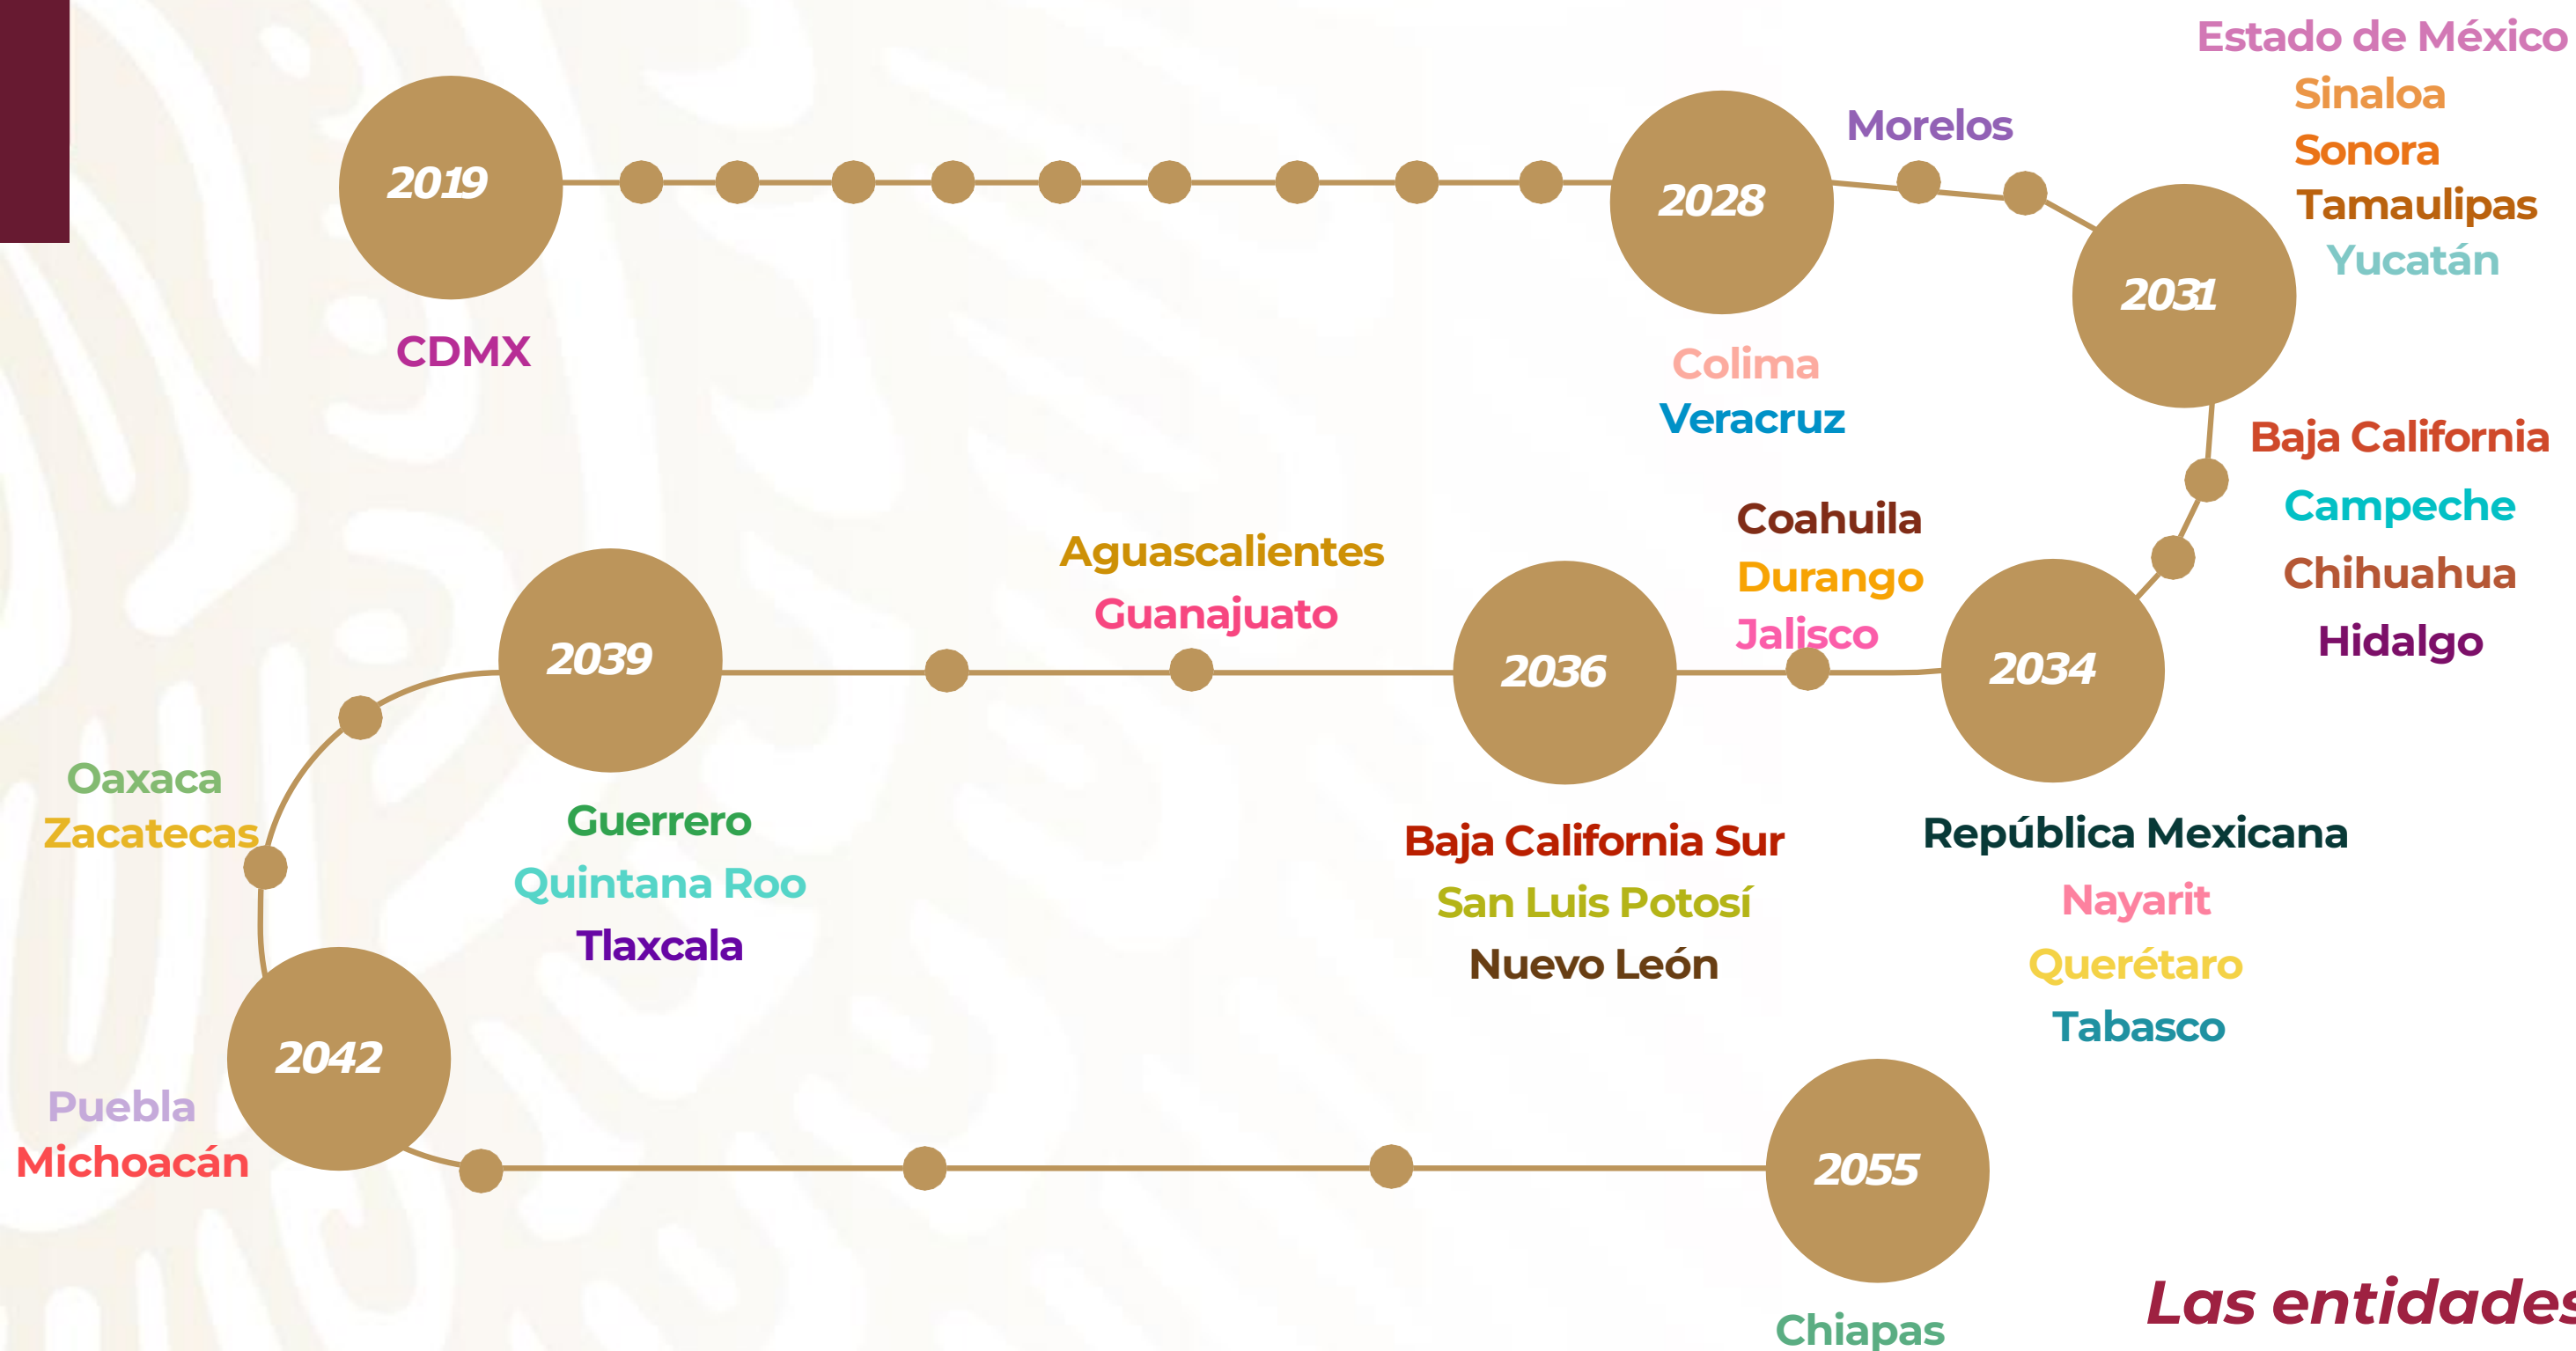 2019
CDMX
2028
Colima
Veracruz
Morelos
2031
Estado de México
Sinaloa
Sonora
Tamaulipas
Yucatán
Baja California
Campeche
Chihuahua
Hidalgo
2034
República Mexicana
Nayarit
Querétaro
Tabasco
Coahuila
Durango
Jalisco
2036
Baja California Sur
San Luis Potosí
Nuevo León
Aguascalientes
Guanajuato
2039
Guerrero
Quintana Roo
Tlaxcala
Oaxaca
Zacatecas
2042
Puebla
Michoacán
2055
Chiapas
Las entidades